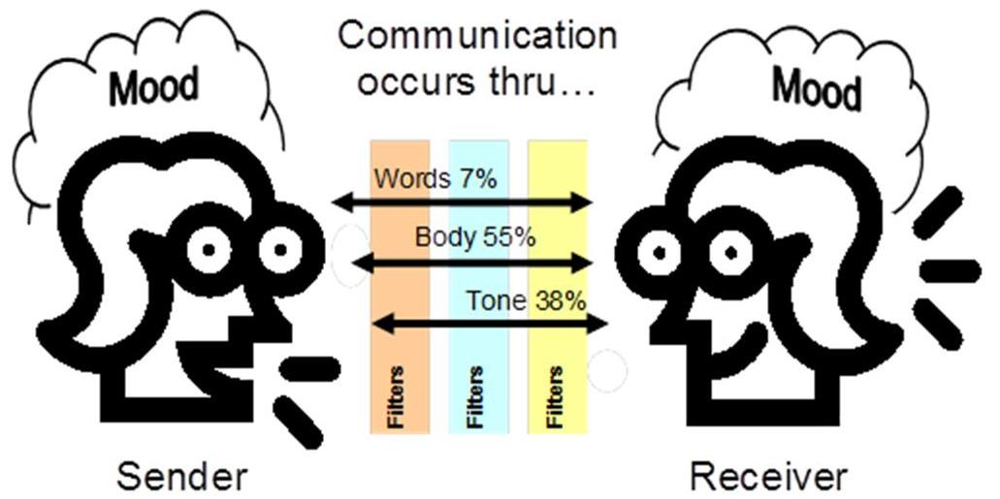 Communication
occurs thru...
Mood
Mood
Words 7%
Body 55%
Tone 38%
Filters
Filters
Filters
Sender
Receiver